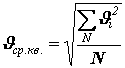 ϑср.кв. = √(∑N ϑi² / N)